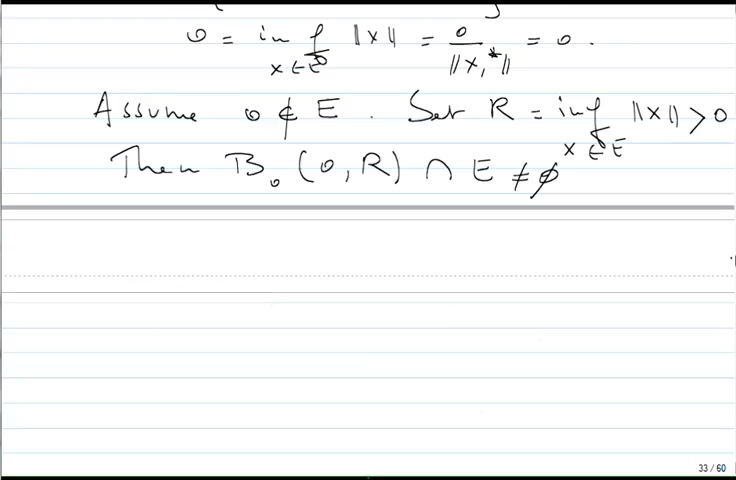 0 = inf ||x|| = 0 / ||x₁*|| = 0.
x ∈ E
Assume 0 ∉ E. Set R = inf ||x|| > 0
x ∈ E
Then B₀(0, R) ∩ E ≠ ∅
33 / 60